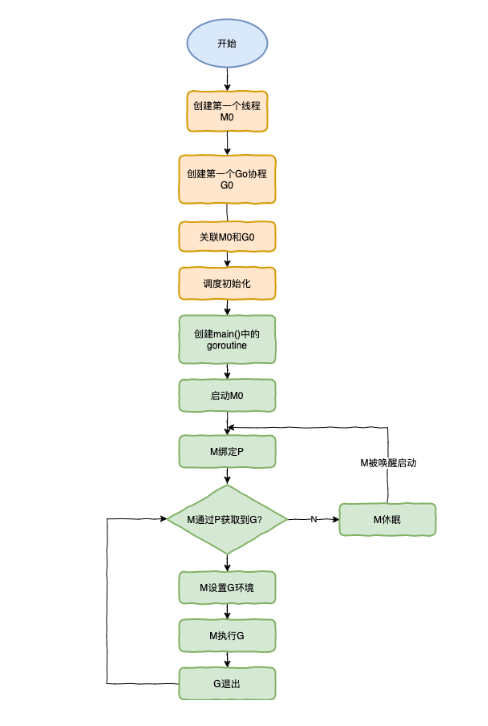 开始
创建第一个线程
M0
创建第一个Go协程
G0
关联M0和G0
调度初始化
创建main()中的
goroutine
启动M0
M绑定P
M被唤醒启动
M通过P获取到G?
N
M休眠
M设置G环境
M执行G
G退出